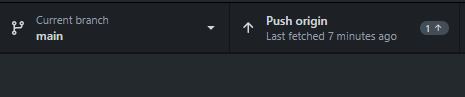 Current branch
main
Push origin
Last fetched 7 minutes ago
1